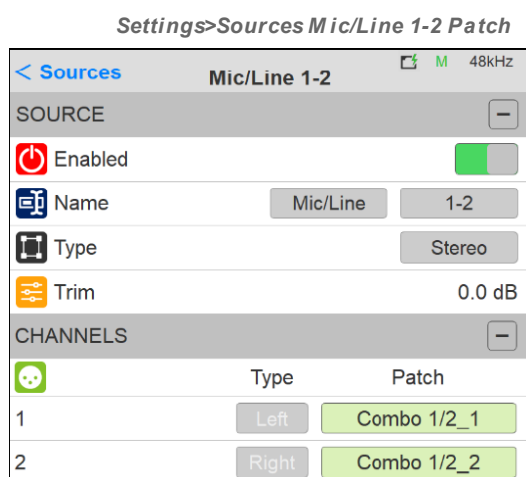 Settings>Sources Mic/Line 1-2 Patch
< Sources Mic/Line 1-2 M 48kHz
SOURCE
Enabled
Name Mic/Line 1-2
Type Stereo
Trim 0.0 dB
CHANNELS
Type Patch
1 Left Combo 1/2_1
2 Right Combo 1/2_2